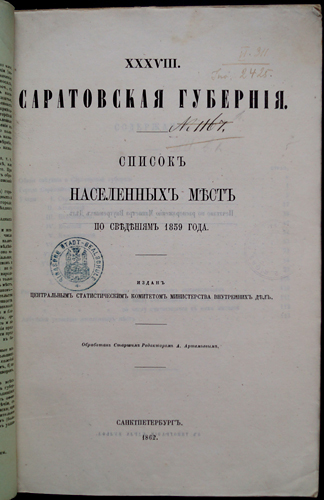 XXXVIII.
САРАТОВСКАЯ ГУБЕРНІЯ.
N. 1167.
СПИСОКЪ
НАСЕЛЕННЫХЪ МѢСТЪ
ПО СВѢДѢНІЯМЪ 1859 ГОДА.
ИЗДАНЪ
ЦЕНТРАЛЬНЫМЪ СТАТИСТИЧЕСКИМЪ КОМИТЕТОМЪ МИНИСТЕРСТВА ВНУТРЕННИХЪ ДѢЛЪ.
Обработанъ Старшимъ Редакторомъ А. Артемьевымъ.
САНКТПЕТЕРБУРГЪ.
1862.